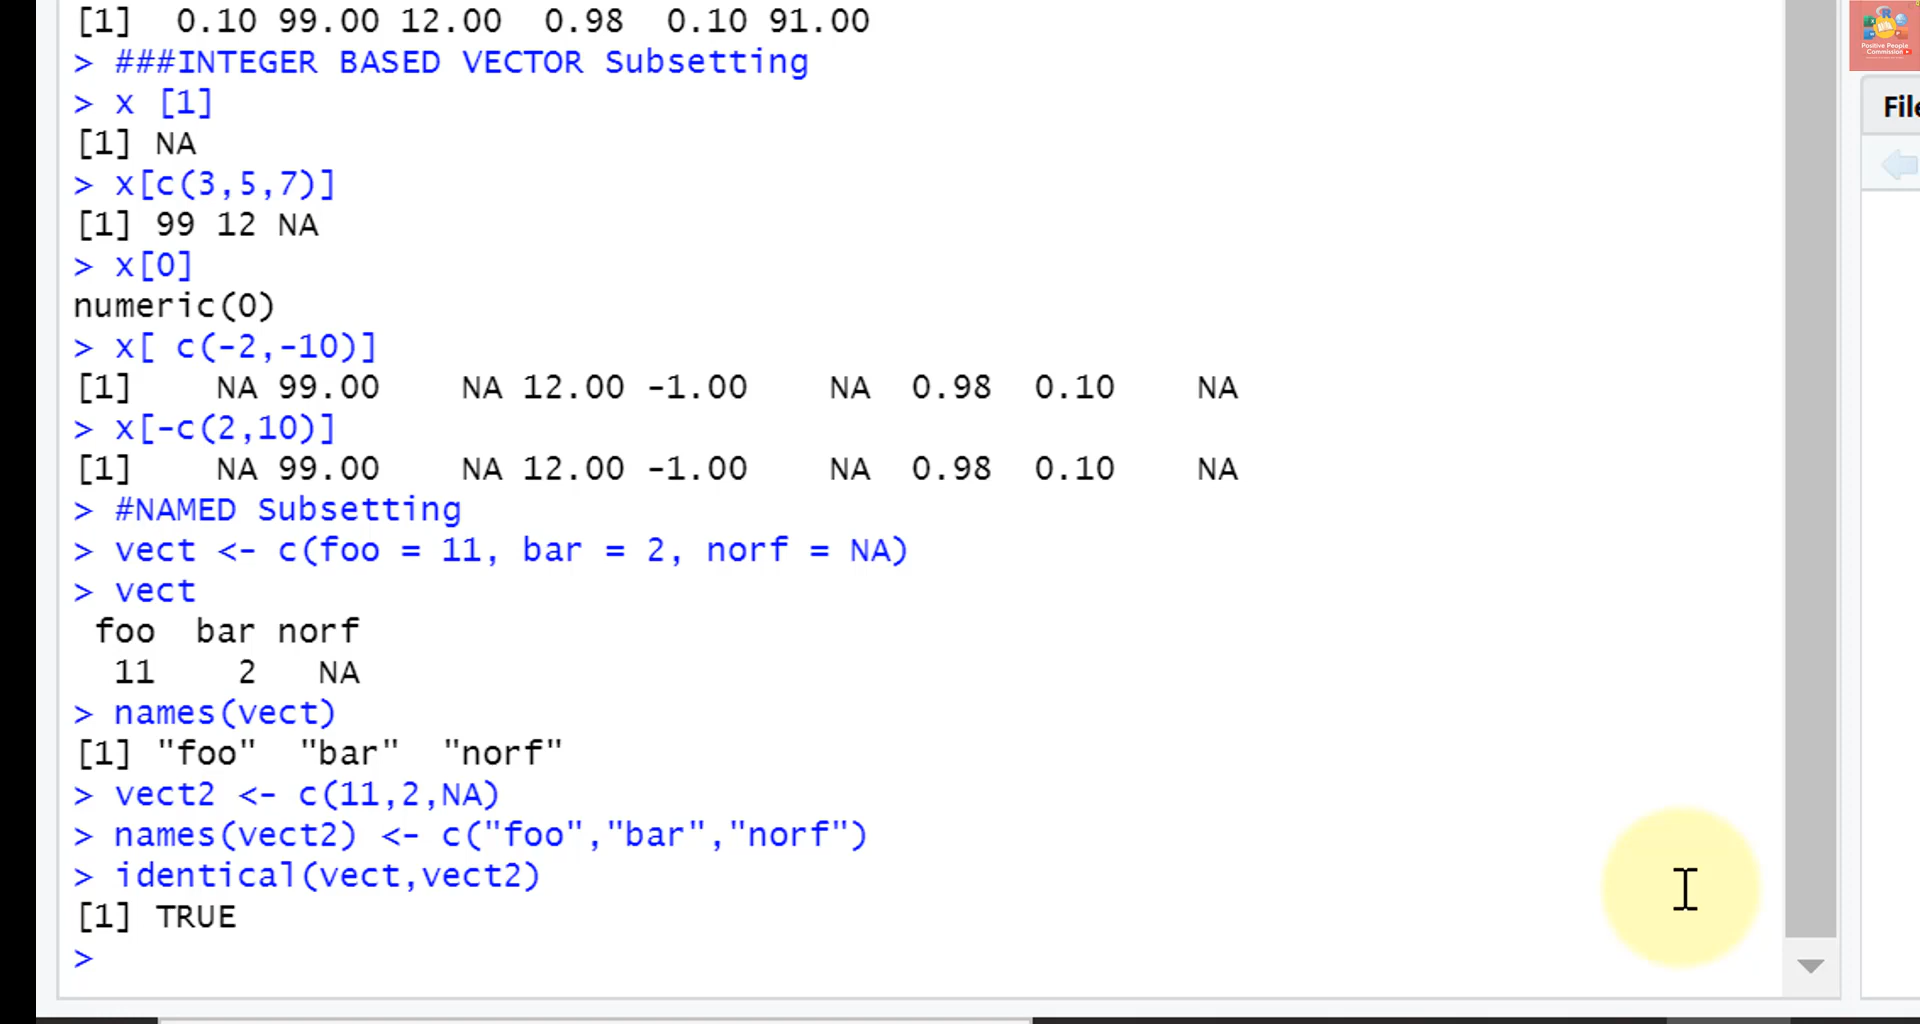 [1]  0.10 99.00 12.00  0.98  0.10 91.00
> ###INTEGER BASED VECTOR Subsetting
> x [1]
[1] NA
> x[c(3,5,7)]
[1] 99 12 NA
> x[0]
numeric(0)
> x[ c(-2,-10)]
[1]    NA 99.00    NA 12.00 -1.00    NA  0.98  0.10    NA
> x[-c(2,10)]
[1]    NA 99.00    NA 12.00 -1.00    NA  0.98  0.10    NA
> #NAMED Subsetting
> vect <- c(foo = 11, bar = 2, norf = NA)
> vect
 foo  bar norf
  11    2   NA
> names(vect)
[1] "foo"  "bar"  "norf"
> vect2 <- c(11,2,NA)
> names(vect2) <- c("foo","bar","norf")
> identical(vect,vect2)
[1] TRUE
>
R
Positive People
Commission
File